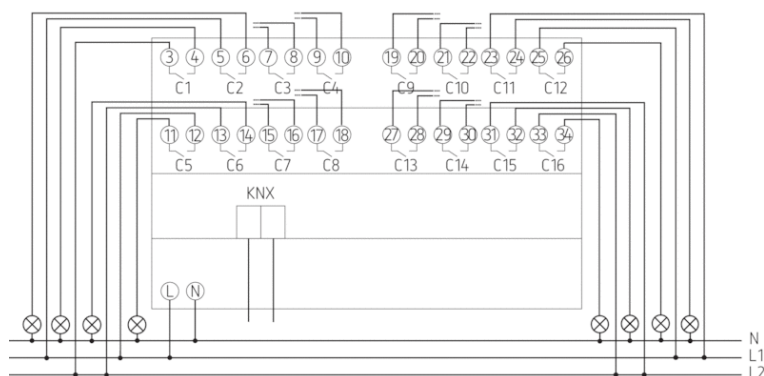 3 4 5 6 7 8 9 10 19 20 21 22 23 24 25 26
C1 C2 C3 C4 C9 C10 C11 C12
11 12 13 14 15 16 17 18 27 28 29 30 31 32 33 34
C5 C6 C7 C8 C13 C14 C15 C16
KNX
L N
N
L1
L2